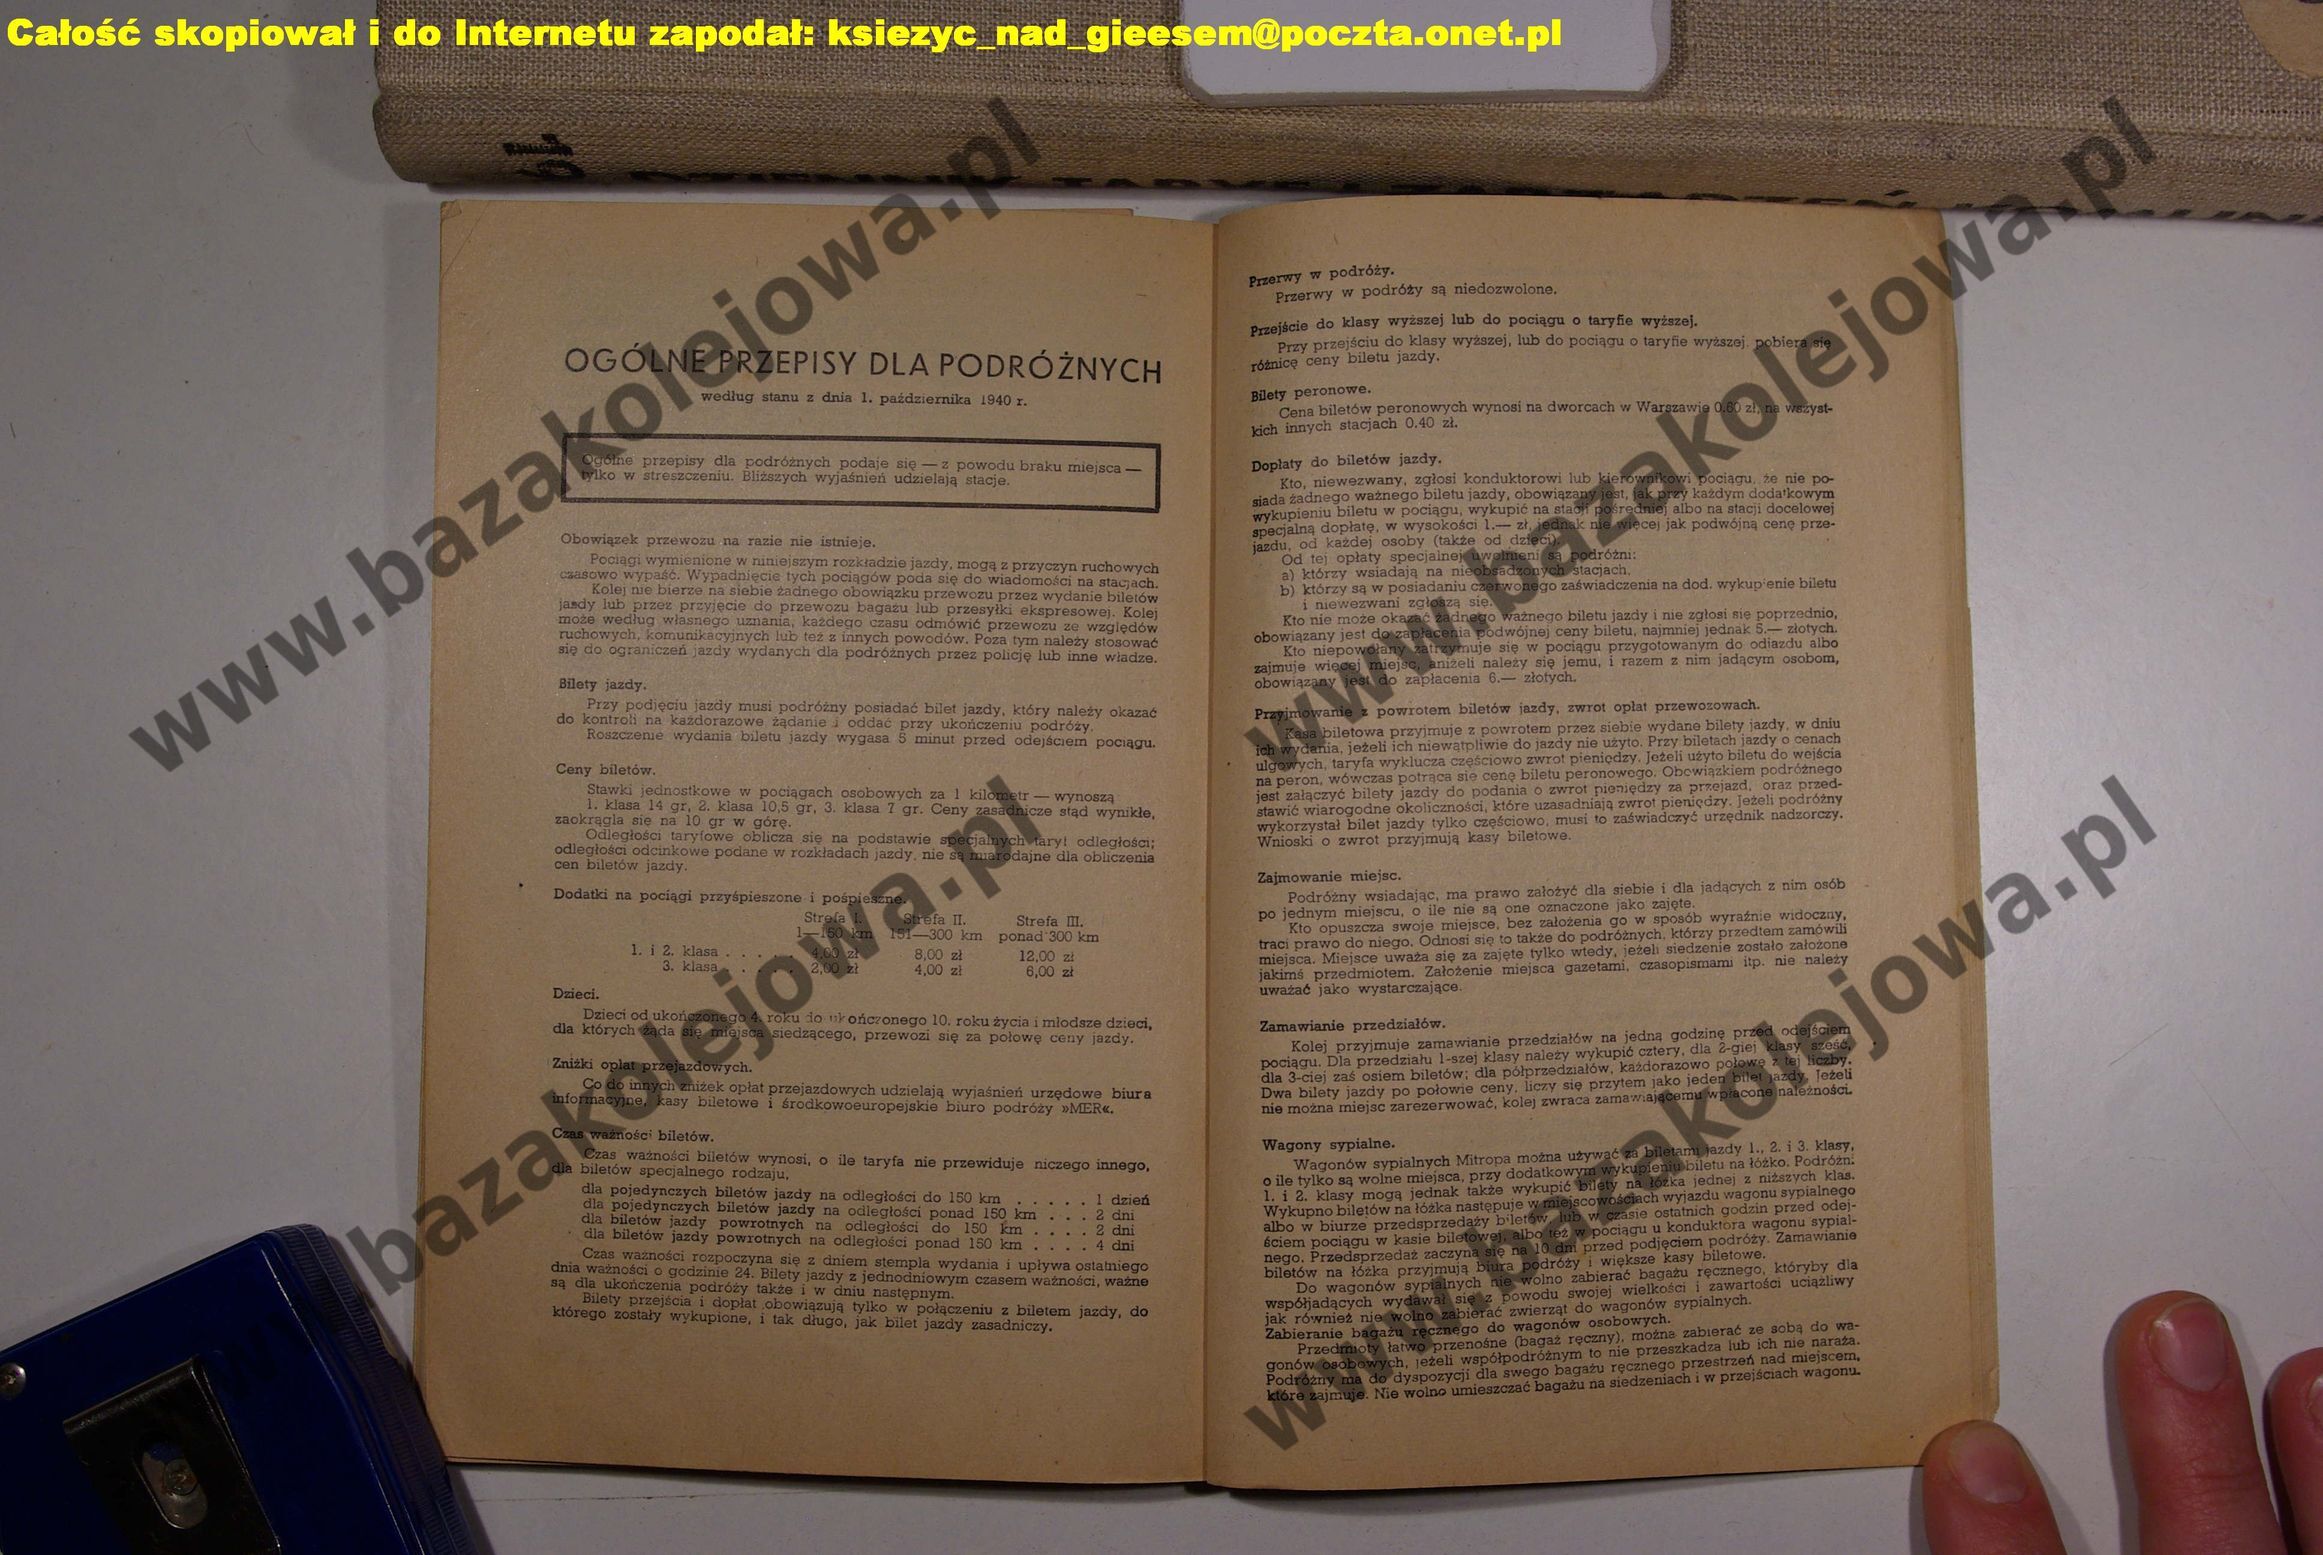 Całość skopiował i do Internetu zapodał: ksiezyc_nad_gieesem@poczta.onet.pl
OGÓLNE PRZEPISY DLA PODRÓŻNYCH
według stanu z dnia 1. października 1940 r.
Ogólne przepisy dla podróżnych podaje się — z powodu braku miejsca —
tylko w streszczeniu. Bliższych wyjaśnień udzielają stacje.
Obowiązek przewozu na razie nie istnieje.
Pociągi wymienione w niniejszym rozkładzie jazdy, mogą z przyczyn ruchowych
czasowo wypaść. Wypadnięcie tych pociągów poda się do wiadomości na stacjach.
Kolej nie bierze na siebie żadnego obowiązku przewozu przez wydanie biletów
jazdy lub przez przyjęcie do przewozu bagażu lub przesyłki ekspresowej. Kolej
może według własnego uznania, każdego czasu odmówić przewozu ze względów
ruchowych, komunikacyjnych lub też z innych powodów. Poza tym należy stosować
się do ograniczeń jazdy wydanych dla podróżnych przez policję lub inne władze.
Bilety jazdy.
Przy podjęciu jazdy musi podróżny posiadać bilet jazdy, który należy okazać
do kontroli na każdorazowe żądanie i oddać przy ukończeniu podróży.
Roszczenie wydania biletu jazdy wygasa 5 minut przed odejściem pociągu.
Ceny biletów.
Stawki jednostkowe w pociągach osobowych za 1 kilometr — wynoszą
1. klasa 14 gr, 2. klasa 10,5 gr, 3. klasa 7 gr. Ceny zasadnicze stąd wynikłe,
zaokrągla się na 10 gr w górę.
Odległości taryfowe oblicza się na podstawie specjalnych taryf odległości;
odległości odcinkowe podane w rozkładach jazdy, nie są miarodajne dla obliczenia
cen biletów jazdy.
Dodatki na pociągi przyśpieszone i pośpieszne.
Strefa I. Strefa II. Strefa III.
1—150 km 151—300 km ponad 300 km
1. i 2. klasa . . . . . 4,00 zł 8,00 zł 12,00 zł
3. klasa . . . . . 2,00 zł 4,00 zł 6,00 zł
Dzieci.
Dzieci od ukończonego 4. roku do ukończonego 10. roku życia i młodsze dzieci,
dla których żąda się miejsca siedzącego, przewozi się za połowę ceny jazdy.
Zniżki opłat przejazdowych.
Co do innych zniżek opłat przejazdowych udzielają wyjaśnień urzędowe biura
informacyjne, kasy biletowe i środkowoeuropejskie biuro podróży »MER«.
Czas ważności biletów.
Czas ważności biletów wynosi, o ile taryfa nie przewiduje niczego innego,
dla biletów specjalnego rodzaju,
dla pojedynczych biletów jazdy na odległości do 150 km . . . . . 1 dzień
dla pojedynczych biletów jazdy na odległości ponad 150 km . . . 2 dni
dla biletów jazdy powrotnych na odległości do 150 km . . . . 2 dni
dla biletów jazdy powrotnych na odległości ponad 150 km . . . . 4 dni
Czas ważności rozpoczyna się z dniem stempla wydania i upływa ostatniego
dnia ważności o godzinie 24. Bilety jazdy z jednodniowym czasem ważności, ważne
są dla ukończenia podróży także i w dniu następnym.
Bilety przejścia i dopłat obowiązują tylko w połączeniu z biletem jazdy, do
którego zostały wykupione, i tak długo, jak bilet jazdy zasadniczy.
Przerwy w podróży.
Przerwy w podróży są niedozwolone.
Przejście do klasy wyższej lub do pociągu o taryfie wyższej.
Przy przejściu do klasy wyższej, lub do pociągu o taryfie wyższej, pobiera się
różnicę ceny biletu jazdy.
Bilety peronowe.
Cena biletów peronowych wynosi na dworcach w Warszawie 0.60 zł, na wszyst-
kich innych stacjach 0,40 zł.
Dopłaty do biletów jazdy.
Kto, niewezwany, zgłosi konduktorowi lub kierownikowi pociągu, że nie po-
siada żadnego ważnego biletu jazdy, obowiązany jest, jak przy każdym dodatkowym
wykupieniu biletu w pociągu, wykupić na stacji pośredniej albo na stacji docelowej
specjalną dopłatę, w wysokości 1.— zł, jednak nie więcej jak podwójną cenę prze-
jazdu, od każdej osoby (także od dzieci).
Od tej opłaty specjalnej uwolnieni są podróżni:
a) którzy wsiadają na nieobsadzonych stacjach,
b) którzy są w posiadaniu czerwonego zaświadczenia na dod. wykupienie biletu
i niewezwani zgłoszą się.
Kto nie może okazać żadnego ważnego biletu jazdy i nie zgłosi się poprzednio,
obowiązany jest do zapłacenia podwójnej ceny biletu, najmniej jednak 5.— złotych.
Kto niepowołany zatrzymuje się w pociągu przygotowanym do odjazdu albo
zajmuje więcej miejsc, aniżeli należy się jemu, i razem z nim jadącym osobom,
obowiązany jest do zapłacenia 6.— złotych.
Przyjmowanie z powrotem biletów jazdy, zwrot opłat przewozowych.
Kasa biletowa przyjmuje z powrotem przez siebie wydane bilety jazdy, w dniu
ich wydania, jeżeli ich niewątpliwie do jazdy nie użyto. Przy biletach jazdy o cenach
ulgowych, taryfa wyklucza częściowo zwrot pieniędzy. Jeżeli użyto biletu do wejścia
na peron, wówczas potrąca się cenę biletu peronowego. Obowiązkiem podróżnego
jest załączyć bilety jazdy do podania o zwrot pieniędzy za przejazd, oraz przed-
stawić wiarogodne okoliczności, które uzasadniają zwrot pieniędzy. Jeżeli podróżny
wykorzystał bilet jazdy tylko częściowo, musi to zaświadczyć urzędnik nadzorczy.
Wnioski o zwrot przyjmują kasy biletowe.
Zajmowanie miejsc.
Podróżny wsiadając, ma prawo założyć dla siebie i dla jadących z nim osób
po jednym miejscu, o ile nie są one oznaczone jako zajęte.
Kto opuszcza swoje miejsce, bez założenia go w sposób wyraźnie widoczny,
traci prawo do niego. Odnosi się to także do podróżnych, którzy przedtem zamówili
miejsca. Miejsce uważa się za zajęte tylko wtedy, jeżeli siedzenie zostało założone
jakimś przedmiotem. Założenie miejsca gazetami, czasopismami itp. nie należy
uważać jako wystarczające.
Zamawianie przedziałów.
Kolej przyjmuje zamawianie przedziałów na jedną godzinę przed odejściem
pociągu. Dla przedziału 1-szej klasy należy wykupić cztery, dla 2-giej klasy sześć,
dla 3-ciej zaś osiem biletów; dla półprzedziałów, każdorazowo połowę z tej liczby.
Dwa bilety jazdy po połowie ceny, liczy się przytem jako jeden bilet jazdy. Jeżeli
nie można miejsc zarezerwować, kolej zwraca zamawiającemu wpłacone należności.
Wagony sypialne.
Wagonów sypialnych Mitropa można używać za biletami jazdy 1., 2. i 3. klasy,
o ile tylko są wolne miejsca, przy dodatkowym wykupieniu biletu na łóżko. Podróżni
1. i 2. klasy mogą jednak także wykupić bilety na łóżka jednej z niższych klas.
Wykupno biletów na łóżka następuje w miejscowościach wyjazdu wagonu sypialnego
albo w biurze przedsprzedaży biletów, lub w czasie ostatnich godzin przed odej-
ściem pociągu w kasie biletowej, albo też w pociągu u konduktora wagonu sypial-
nego. Przedsprzedaż zaczyna się na 10 dni przed podjęciem podróży. Zamawianie
biletów na łóżka przyjmują biura podróży i większe kasy biletowe.
Do wagonów sypialnych nie wolno zabierać bagażu ręcznego, któryby dla
współjadących wydawał się z powodu swojej wielkości i zawartości uciążliwy
jak również nie wolno zabierać zwierząt do wagonów sypialnych.
Zabieranie bagażu ręcznego do wagonów osobowych.
Przedmioty łatwo przenośne (bagaż ręczny), można zabierać ze sobą do wa-
gonów osobowych, jeżeli współpodróżnym to nie przeszkadza lub ich nie naraża.
Podróżny ma do dyspozycji dla swego bagażu ręcznego przestrzeń nad miejscem,
które zajmuje. Nie wolno umieszczać bagażu na siedzeniach i w przejściach wagonu.
www.bazakolejowa.pl
www.bazakolejowa.pl
bazakolejowa.pl
www.bazakolejowa.pl